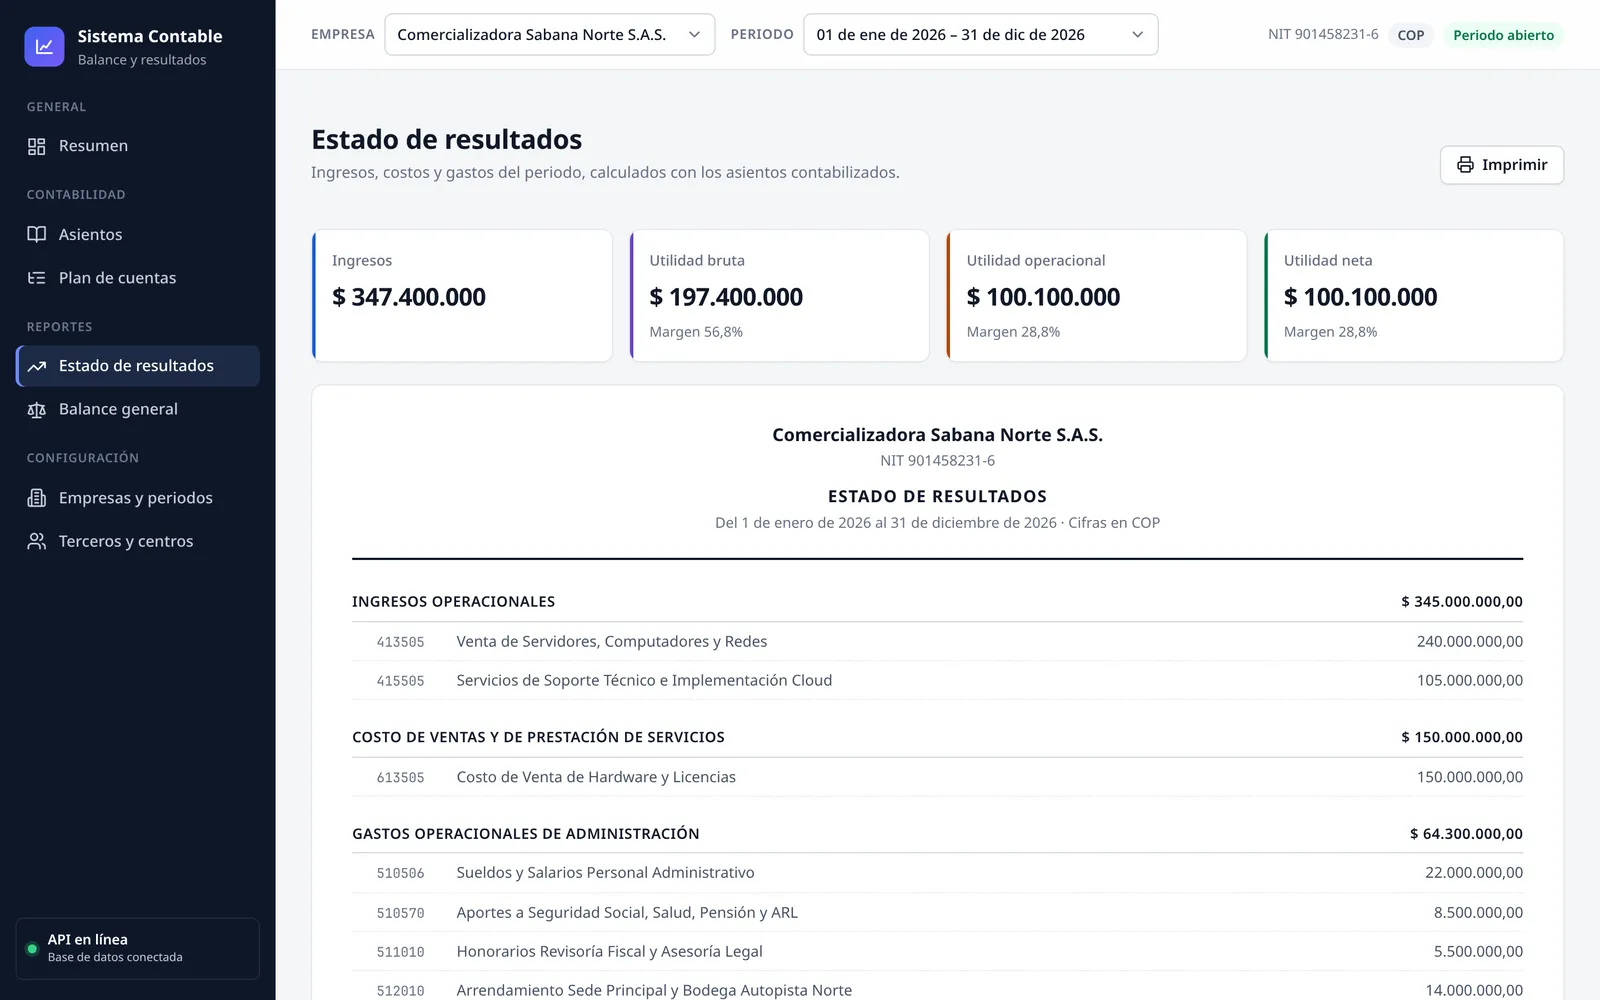 Sistema Contable
Balance y resultados
GENERAL
Resumen
CONTABILIDAD
Asientos
Plan de cuentas
REPORTES
Estado de resultados
Balance general
CONFIGURACIÓN
Empresas y periodos
Terceros y centros
API en línea
Base de datos conectada
EMPRESA Comercializadora Sabana Norte S.A.S. PERIODO 01 de ene de 2026 – 31 de dic de 2026 NIT 901458231-6 COP Periodo abierto
Estado de resultados
Ingresos, costos y gastos del periodo, calculados con los asientos contabilizados.
Imprimir
Ingresos
$ 347.400.000
Utilidad bruta
$ 197.400.000
Margen 56,8%
Utilidad operacional
$ 100.100.000
Margen 28,8%
Utilidad neta
$ 100.100.000
Margen 28,8%
Comercializadora Sabana Norte S.A.S.
NIT 901458231-6
ESTADO DE RESULTADOS
Del 1 de enero de 2026 al 31 de diciembre de 2026 · Cifras en COP
INGRESOS OPERACIONALES $ 345.000.000,00
413505 Venta de Servidores, Computadores y Redes 240.000.000,00
415505 Servicios de Soporte Técnico e Implementación Cloud 105.000.000,00
COSTO DE VENTAS Y DE PRESTACIÓN DE SERVICIOS $ 150.000.000,00
613505 Costo de Venta de Hardware y Licencias 150.000.000,00
GASTOS OPERACIONALES DE ADMINISTRACIÓN $ 64.300.000,00
510506 Sueldos y Salarios Personal Administrativo 22.000.000,00
510570 Aportes a Seguridad Social, Salud, Pensión y ARL 8.500.000,00
511010 Honorarios Revisoría Fiscal y Asesoría Legal 5.500.000,00
512010 Arrendamiento Sede Principal y Bodega Autopista Norte 14.000.000,00